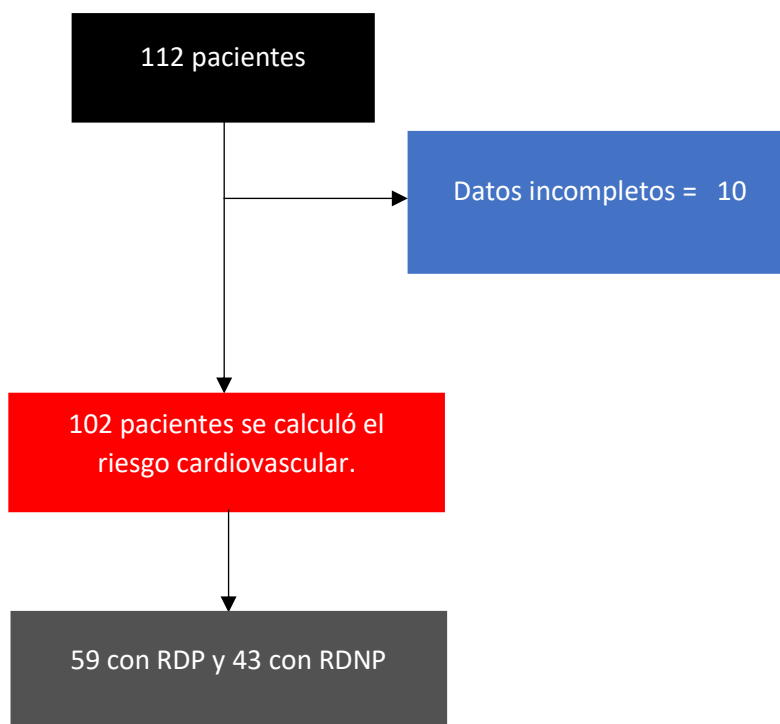 112 pacientes
Datos incompletos = 10
102 pacientes se calculó el
riesgo cardiovascular.
59 con RDP y 43 con RDNP